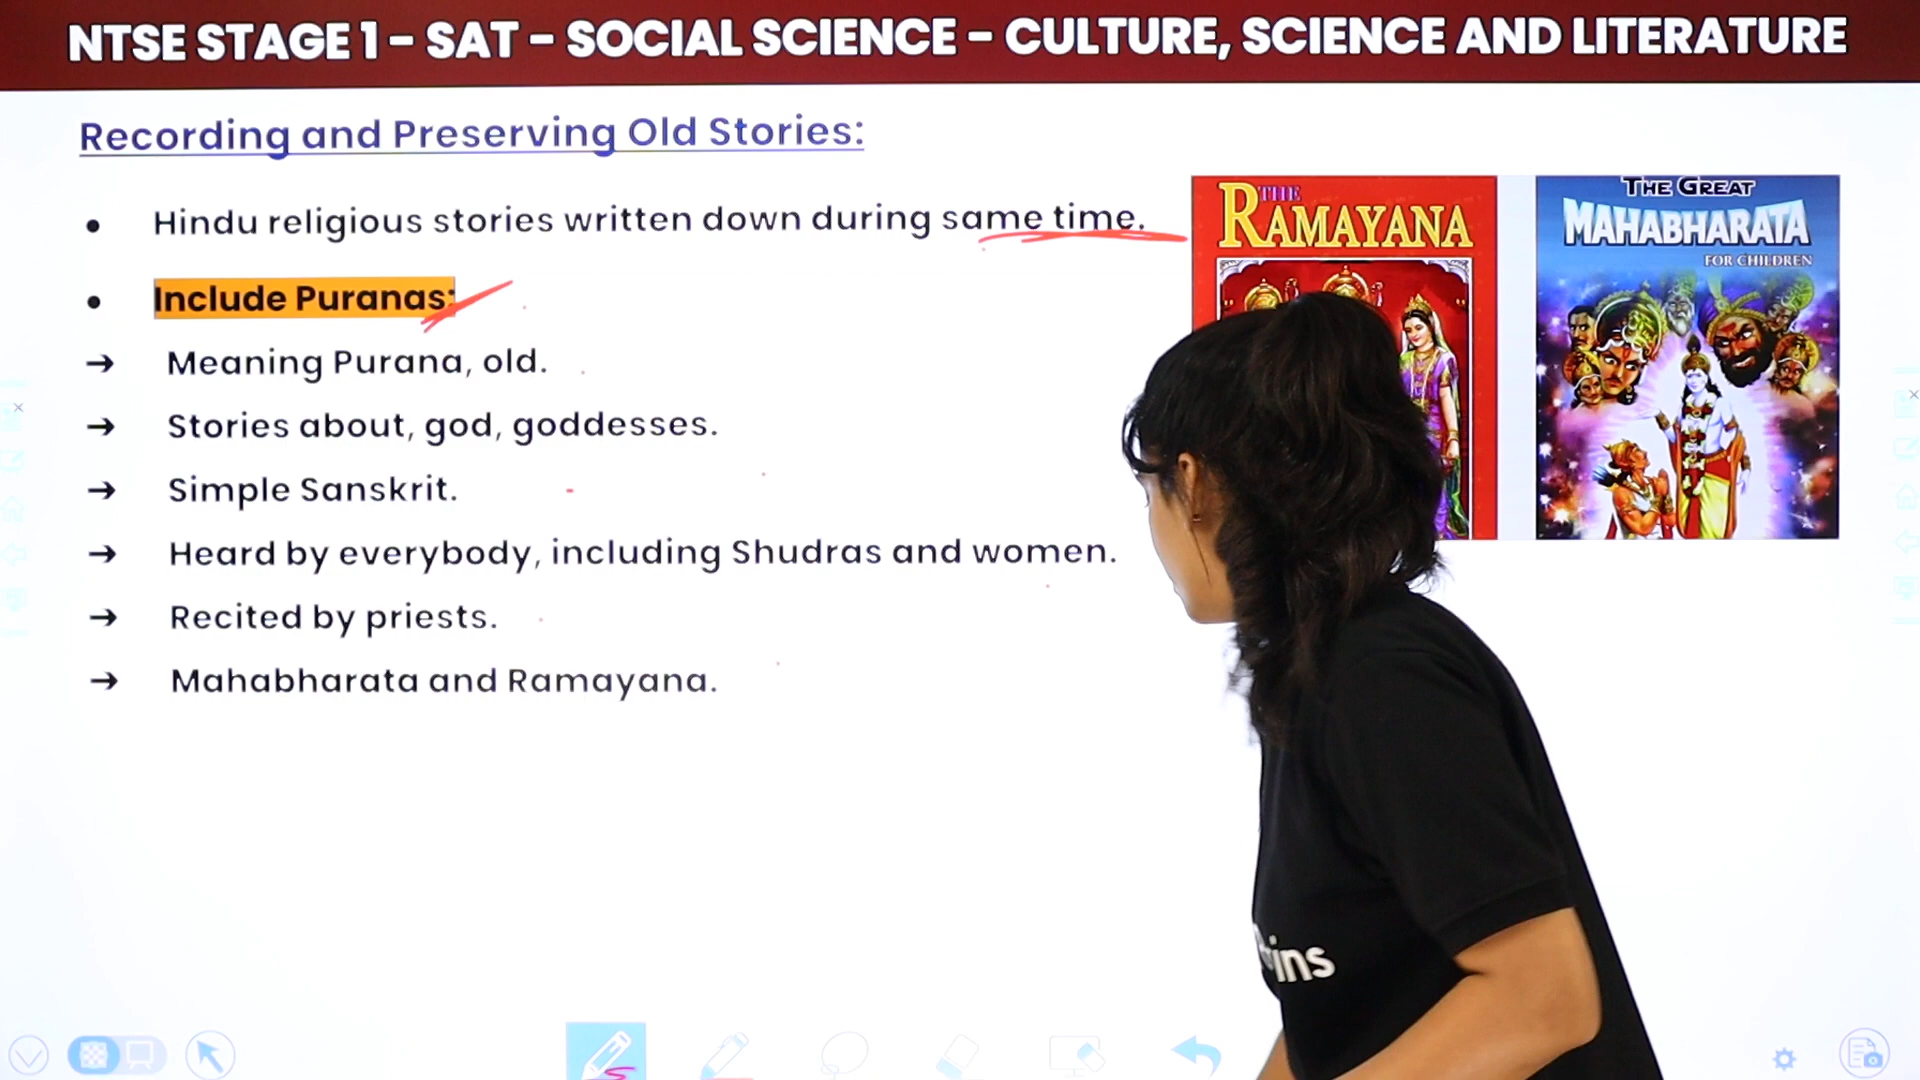 NTSE STAGE 1 - SAT - SOCIAL SCIENCE - CULTURE, SCIENCE AND LITERATURE
Recording and Preserving Old Stories:
• Hindu religious stories written down during same time.
• Include Puranas:
→ Meaning Purana, old.
→ Stories about, god, goddesses.
→ Simple Sanskrit.
→ Heard by everybody, including Shudras and women.
→ Recited by priests.
→ Mahabharata and Ramayana.
THE
RAMAYANA
THE GREAT
MAHABHARATA
FOR CHILDREN